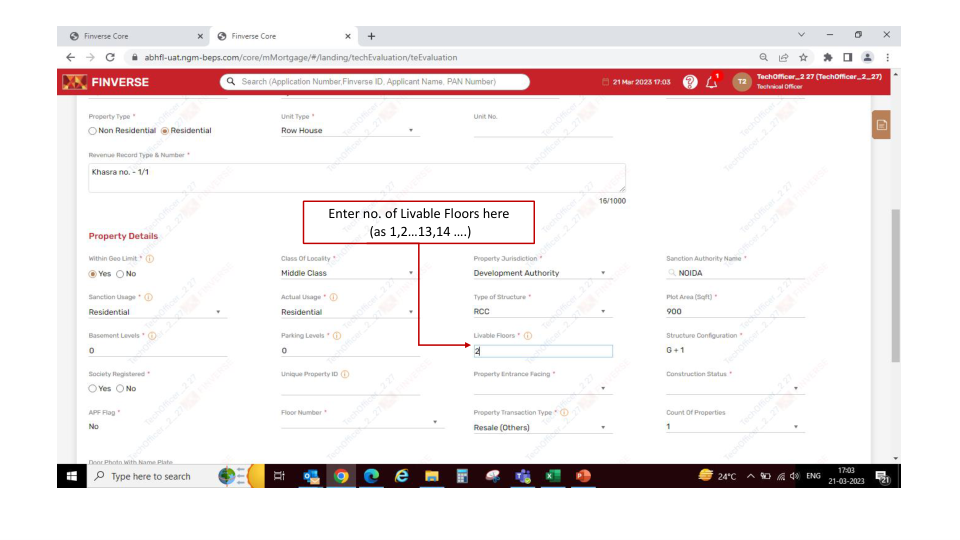 Finverse Core × Finverse Core × +
abhfl-uat.ngm-beps.com/core/mMortgage/#/landing/techEvaluation/teEvaluation
FINVERSE Search (Application Number,Finverse ID, Applicant Name, PAN Number) 21 Mar 2023 17:03 1 T2 TechOfficer_2 27 (TechOfficer_2_27)
Technical Officer
Property Type * Unit Type * Unit No.
Non Residential Residential Row House
Revenue Record Type & Number *
Khasra no. - 1/1
16/1000
Enter no. of Livable Floors here
(as 1,2…13,14 ….)
Property Details
Within Geo Limit * Class Of Locality * Property Jurisdiction * Sanction Authority Name *
Yes No Middle Class Development Authority NOIDA
Sanction Usage * Actual Usage * Type of Structure * Plot Area (Sqft) *
Residential Residential RCC 900
Basement Levels * Parking Levels * Livable Floors * Structure Configuration *
0 0 2 G + 1
Society Registered * Unique Property ID Property Entrance Facing * Construction Status *
Yes No
APF Flag * Floor Number * Property Transaction Type * Count Of Properties
No Resale (Others) 1
Door Photo With Name Plate
Type here to search 24°C ENG 17:03
21-03-2023 21